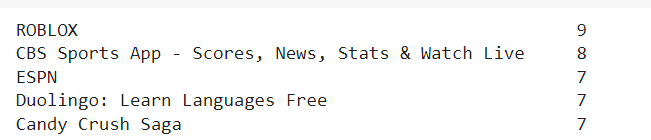 ROBLOX 9
CBS Sports App - Scores, News, Stats & Watch Live 8
ESPN 7
Duolingo: Learn Languages Free 7
Candy Crush Saga 7